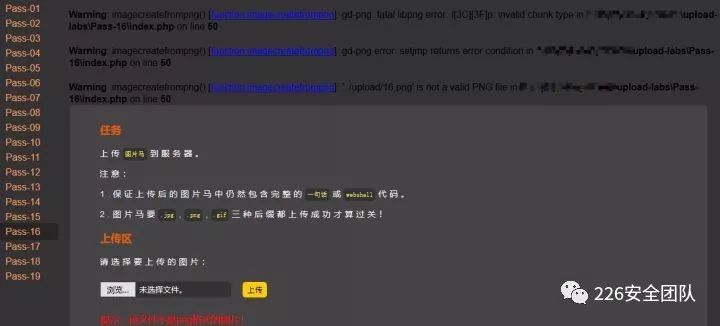 Pass-01
Pass-02
Pass-03
Pass-04
Pass-05
Pass-06
Pass-07
Pass-08
Pass-09
Pass-10
Pass-11
Pass-12
Pass-13
Pass-14
Pass-15
Pass-16
Pass-17
Pass-18
Pass-19
Warning: imagecreatefrompng() [function.imagecreatefrompng]: gd-png: fatal libpng error: I[3C][3F]p: invalid chunk type in \upload-
labs\Pass-16\index.php on line 50
Warning: imagecreatefrompng() [function.imagecreatefrompng]: gd-png error: setjmp returns error condition in upload-labs\Pass-
16\index.php on line 50
Warning: imagecreatefrompng() [function.imagecreatefrompng]: './upload/16.png' is not a valid PNG file in upload-labs\Pass-
16\index.php on line 50
任务
上传 图片马 到服务器。
注意：
1.保证上传后的图片马中仍然包含完整的 一句话 或 webshell 代码。
2.图片马要 .jpg , .png , .gif 三种后缀都上传成功才算过关！
上传区
请选择要上传的图片：
浏览... 未选择文件。 上传
226安全团队